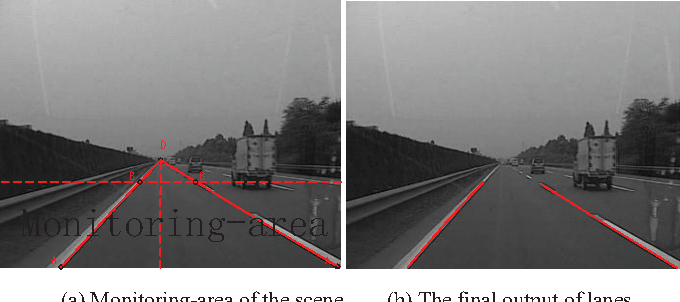 D
Monitoring-area
(a) Monitoring-area of the scene
(b) The final output of lanes